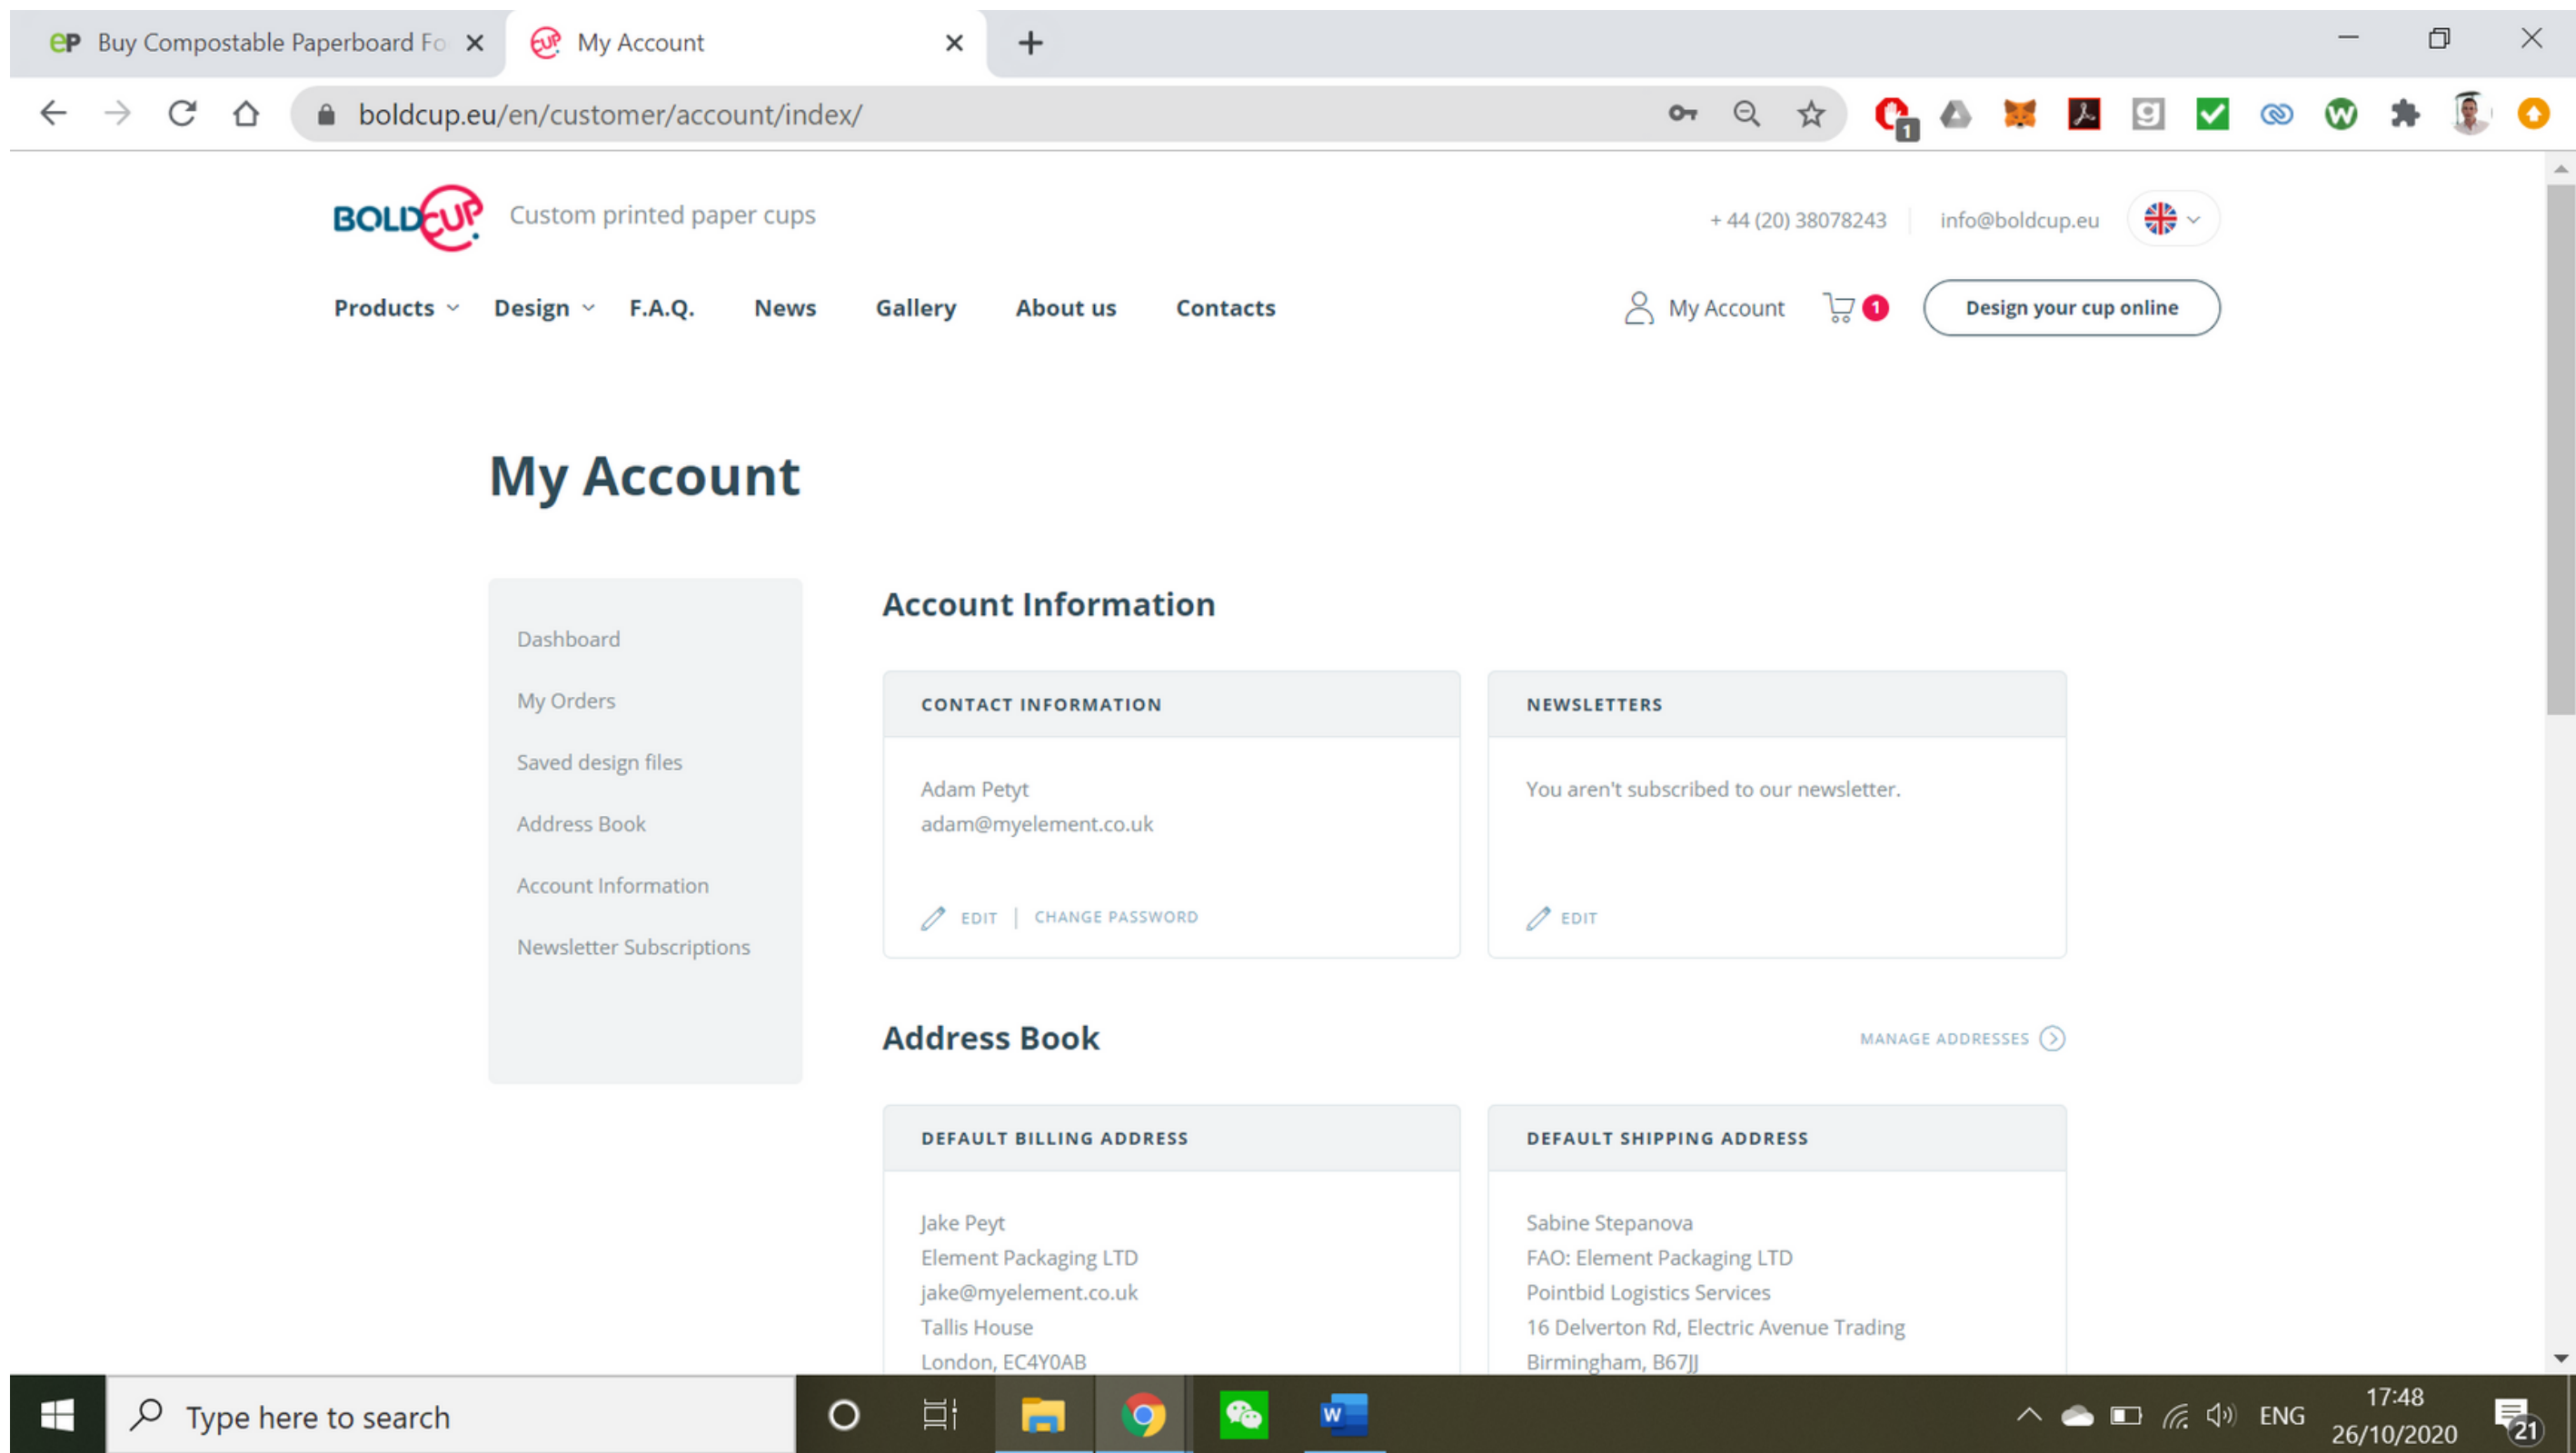 eP Buy Compostable Paperboard Fo
My Account
boldcup.eu/en/customer/account/index/
1
BOLDCUP Custom printed paper cups
+ 44 (20) 38078243 info@boldcup.eu
Products Design F.A.Q. News Gallery About us Contacts
My Account 1 Design your cup online
My Account
Dashboard
My Orders
Saved design files
Address Book
Account Information
Newsletter Subscriptions
Account Information
CONTACT INFORMATION
Adam Petyt
adam@myelement.co.uk
EDIT | CHANGE PASSWORD
NEWSLETTERS
You aren't subscribed to our newsletter.
EDIT
Address Book
MANAGE ADDRESSES
DEFAULT BILLING ADDRESS
Jake Peyt
Element Packaging LTD
jake@myelement.co.uk
Tallis House
London, EC4Y0AB
DEFAULT SHIPPING ADDRESS
Sabine Stepanova
FAO: Element Packaging LTD
Pointbid Logistics Services
16 Delverton Rd, Electric Avenue Trading
Birmingham, B67JJ
Type here to search
W
ENG
17:48
26/10/2020
21